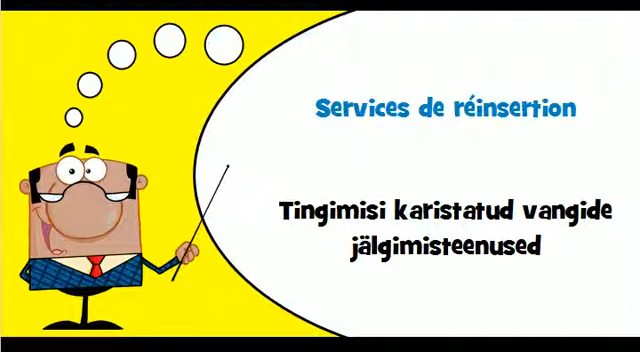 Services de réinsertion
Tingimisi karistatud vangide
jälgimisteenused